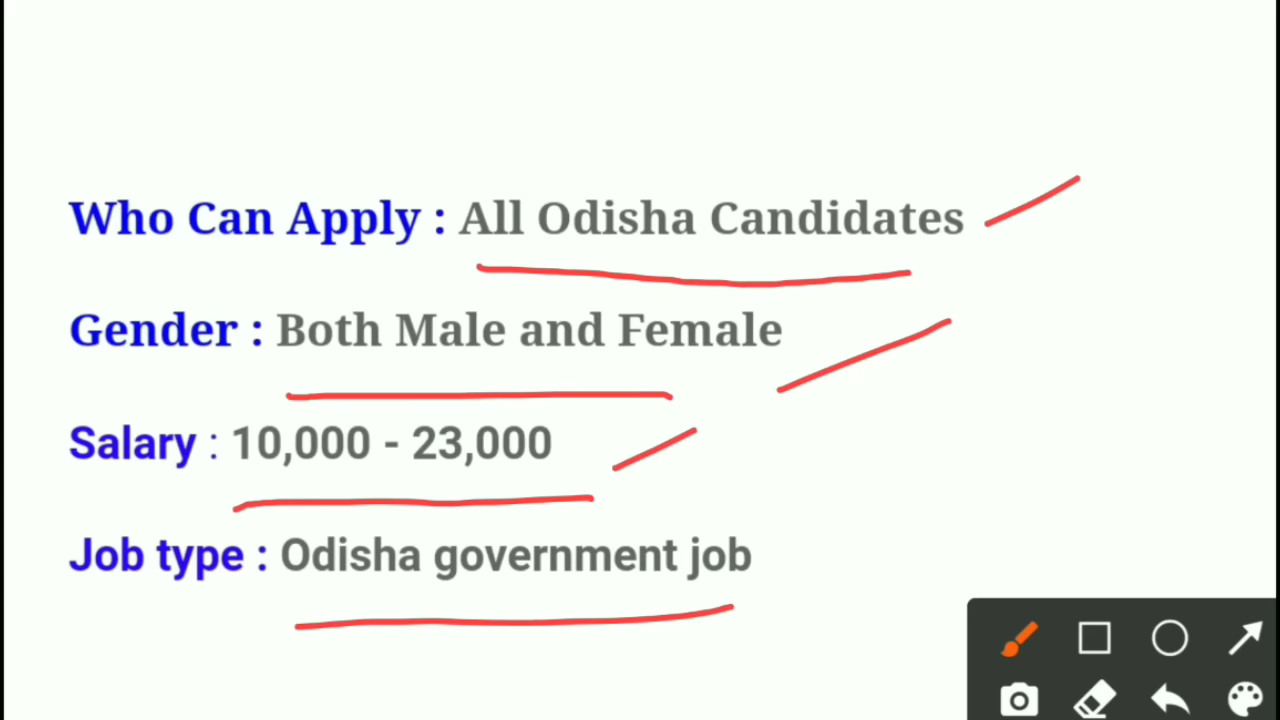 Who Can Apply : All Odisha Candidates
Gender : Both Male and Female
Salary : 10,000 - 23,000
Job type : Odisha government job